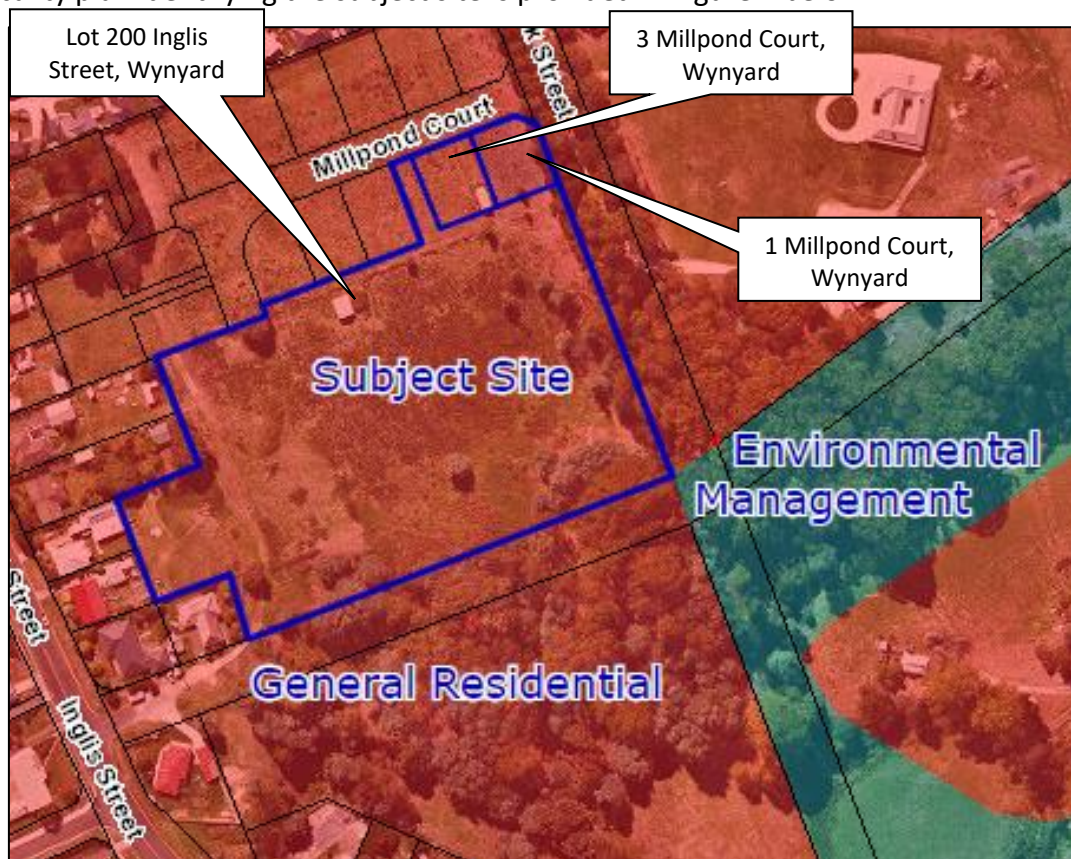 Lot 200 Inglis
Street, Wynyard
3 Millpond Court,
Wynyard
Street
Millpond Court
1 Millpond Court,
Wynyard
Subject Site
Environmental
Management
Street
General Residential
Inglis Street